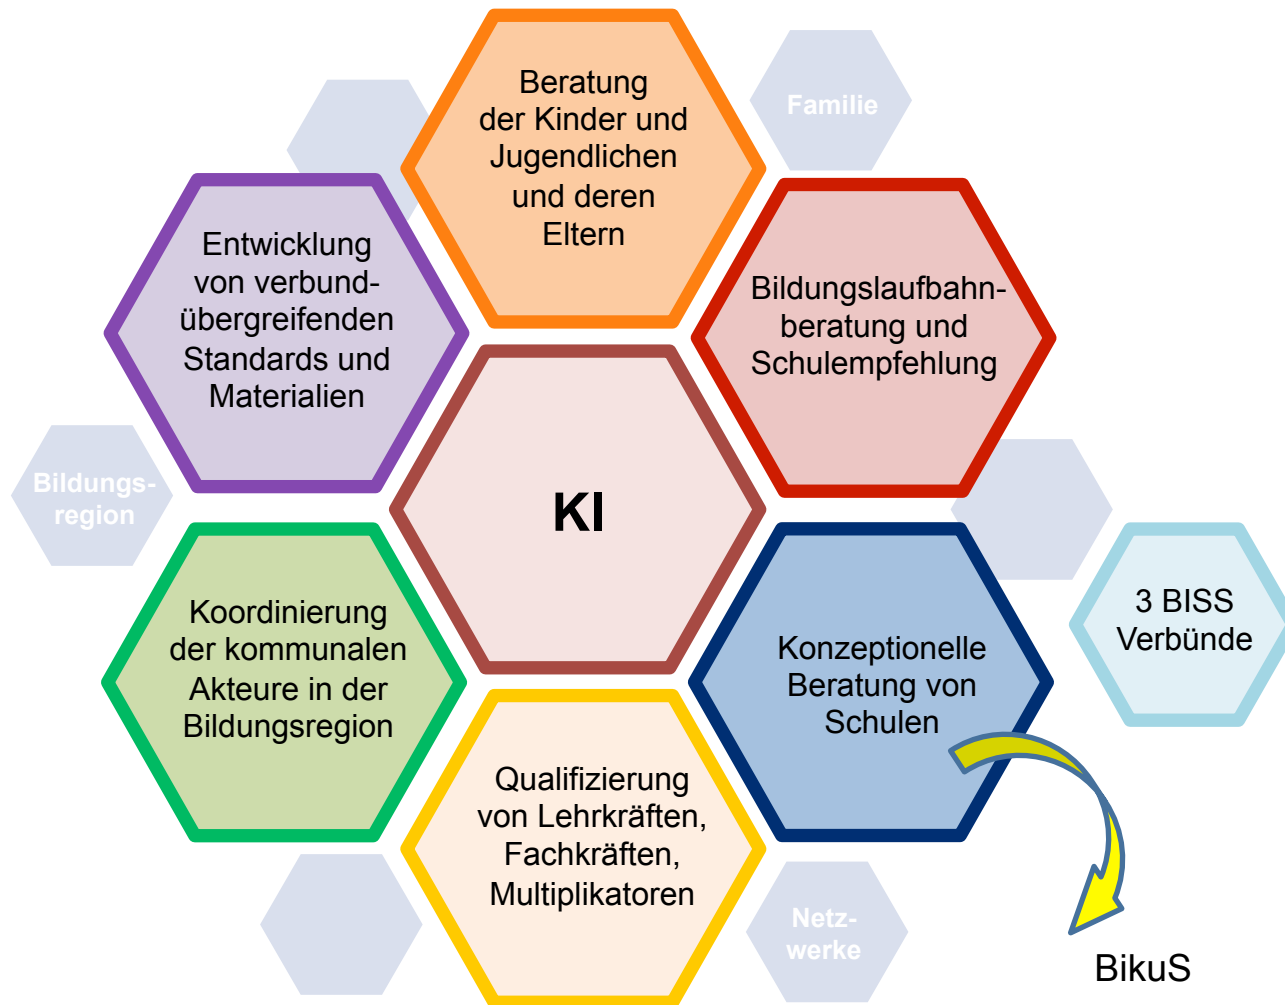 Beratung
der Kinder und
Jugendlichen
und deren
Eltern
Familie
Entwicklung
von verbund-
übergreifenden
Standards und
Materialien
Bildungslaufbahn-
beratung und
Schulempfehlung
Bildungs-
region
KI
3 BISS
Verbünde
Koordinierung
der kommunalen
Akteure in der
Bildungsregion
Konzeptionelle
Beratung von
Schulen
Qualifizierung
von Lehrkräften,
Fachkräften,
Multiplikatoren
Netz-
werke
BikuS